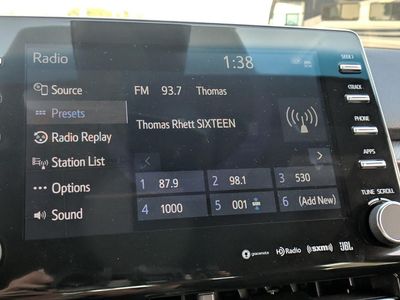 Radio
1:38
SEEK >
Source
FM 93.7 Thomas
<TRACK
Presets
Thomas Rhett SIXTEEN
PHONE
Radio Replay
Station List
APPS
1 87.9
2 98.1
3 530
Options
TUNE SCROLL
4 1000
5 001
6 (Add New)
Sound
gracenote
HD Radio
((SXM))
JBL